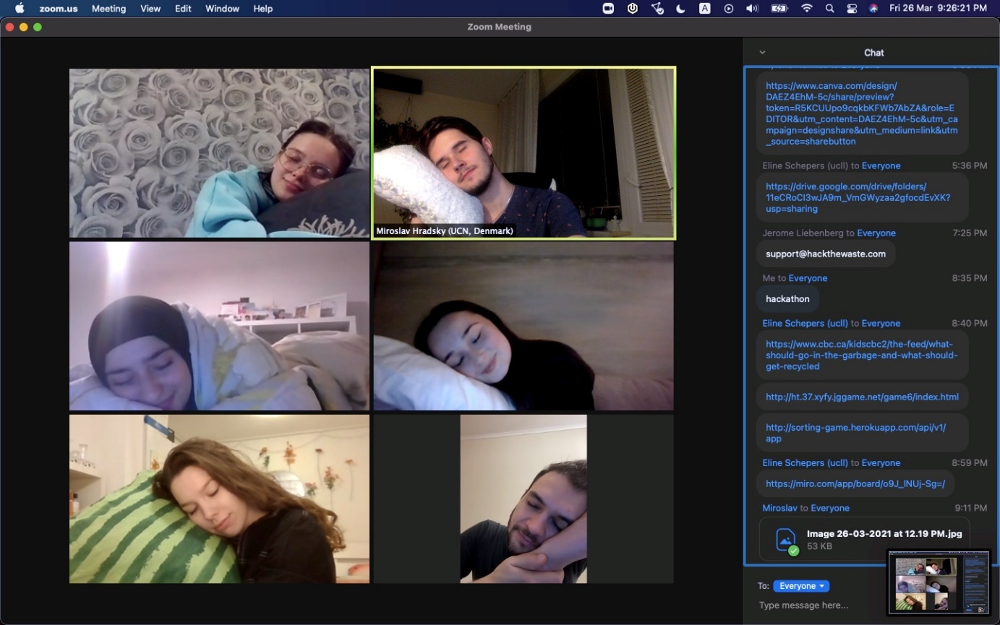 zoom.us Meeting View Edit Window Help
A
Fri 26 Mar 9:26:21 PM
Zoom Meeting
Miroslav Hradsky (UCN, Denmark)
Chat
https://www.canva.com/design/
DAEZ4EhM-5c/share/preview?
token=R5KCUUpo9cqkbKFWb7AbZA&role=E
DITOR&utm_content=DAEZ4EhM-5c&utm_ca
mpaign=designshare&utm_medium=link&utm
_source=sharebutton
Eline Schepers (ucll) to Everyone 5:36 PM
https://drive.google.com/drive/folders/
11eCRoCl3wJA9m_VmGWyzaa2gfocdEvXK?
usp=sharing
Jerome Liebenberg to Everyone 7:25 PM
support@hackthewaste.com
Me to Everyone 8:35 PM
hackathon
Eline Schepers (ucll) to Everyone 8:40 PM
https://www.cbc.ca/kidscbc2/the-feed/what-
should-go-in-the-garbage-and-what-should-
get-recycled
http://ht.37.xyfy.jggame.net/game6/index.html
http://sorting-game.herokuapp.com/api/v1/
app
Eline Schepers (ucll) to Everyone 8:59 PM
https://miro.com/app/board/o9J_lNUj-Sg=/
Miroslav to Everyone 9:11 PM
Image 26-03-2021 at 12.19 PM.jpg
53 KB
To: Everyone
Type message here...